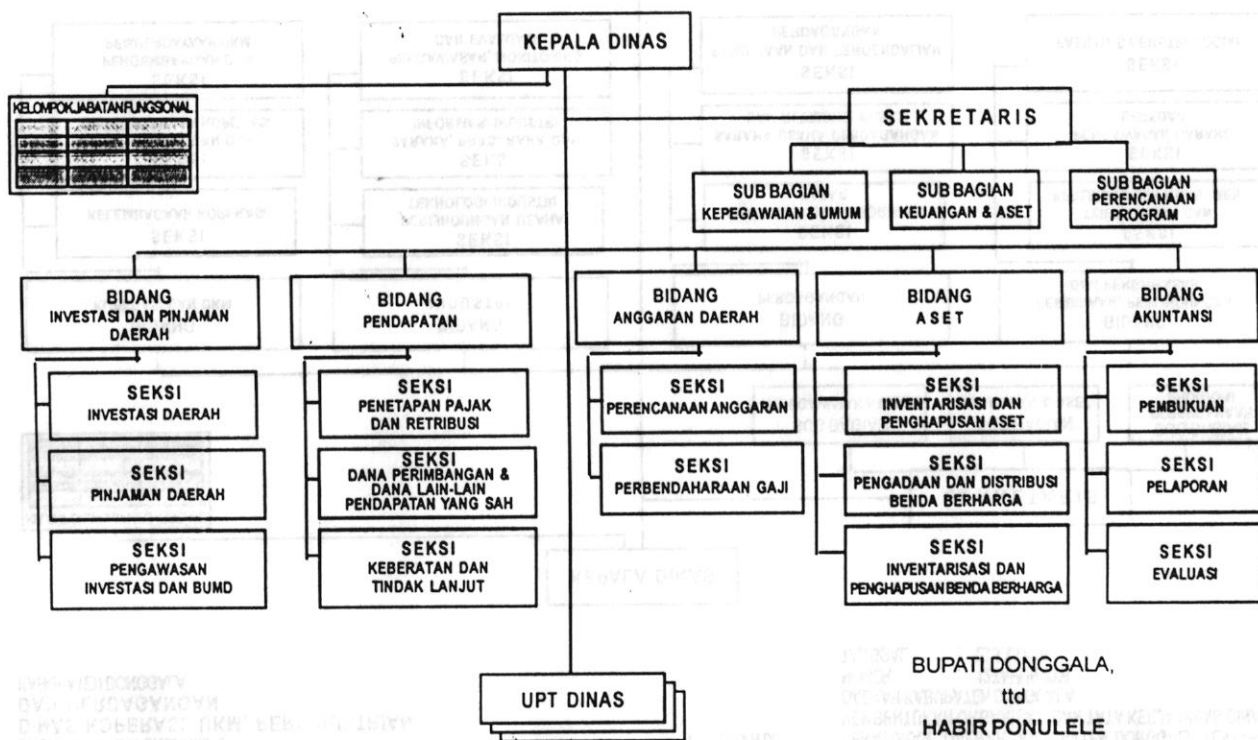 KEPALA DINAS
KELOMPOK JABATAN FUNGSIONAL
SEKRETARIS
SUB BAGIAN
KEPEGAWAIAN & UMUM
SUB BAGIAN
KEUANGAN & ASET
SUB BAGIAN
PERENCANAAN
PROGRAM
BIDANG
INVESTASI DAN PINJAMAN
DAERAH
BIDANG
PENDAPATAN
BIDANG
ANGGARAN DAERAH
BIDANG
ASET
BIDANG
AKUNTANSI
SEKSI
INVESTASI DAERAH
SEKSI
PINJAMAN DAERAH
SEKSI
PENGAWASAN
INVESTASI DAN BUMD
SEKSI
PENETAPAN PAJAK
DAN RETRIBUSI
SEKSI
DANA PERIMBANGAN &
DANA LAIN-LAIN
PENDAPATAN YANG SAH
SEKSI
KEBERATAN DAN
TINDAK LANJUT
SEKSI
PERENCANAAN ANGGARAN
SEKSI
PERBENDAHARAAN GAJI
SEKSI
INVENTARISASI DAN
PENGHAPUSAN ASET
SEKSI
PENGADAAN DAN DISTRIBUSI
BENDA BERHARGA
SEKSI
INVENTARISASI DAN
PENGHAPUSAN BENDA BERHARGA
SEKSI
PEMBUKUAN
SEKSI
PELAPORAN
SEKSI
EVALUASI
UPT DINAS
BUPATI DONGGALA,
ttd
HABIR PONULELE